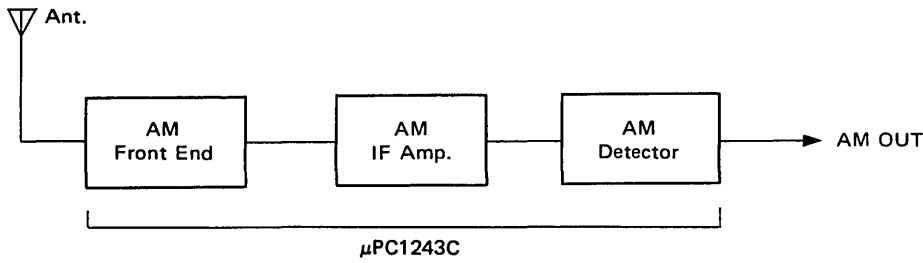 Ant.
AM
Front End
AM
IF Amp.
AM
Detector
AM OUT
μPC1243C